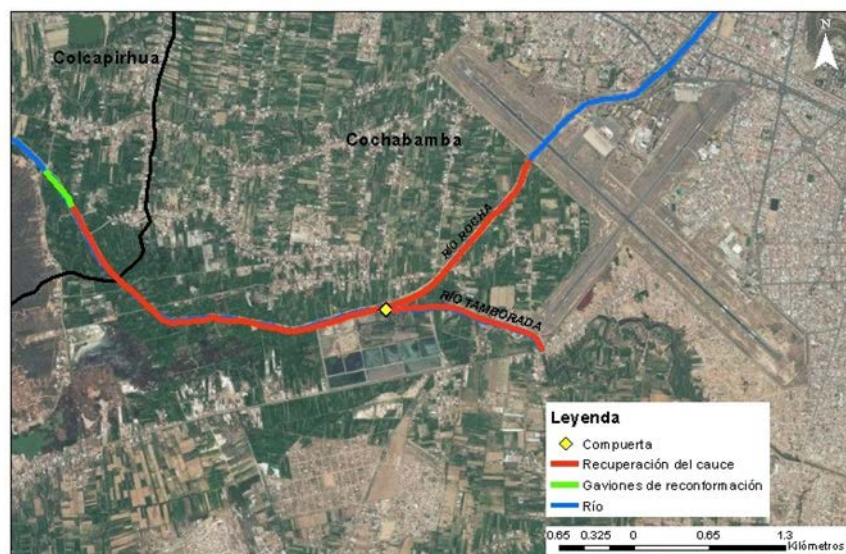 N
Colcapirhua
Cochabamba
RÍO ROCHA
RÍO TAMBORADA
Leyenda
Compuerta
Recuperación del cauce
Gaviones de reconformación
Río
0.65 0.325 0 0.65 1.3
Kilómetros